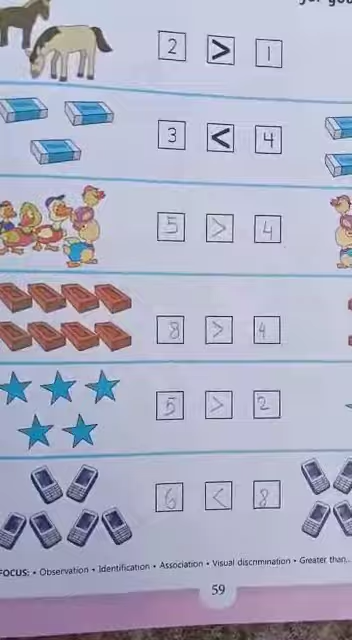 2 > 1
3 < 4
5 > 4
8 > 4
5 > 2
6 < 8
FOCUS: • Observation • Identification • Association • Visual discrimination • Greater than...
59